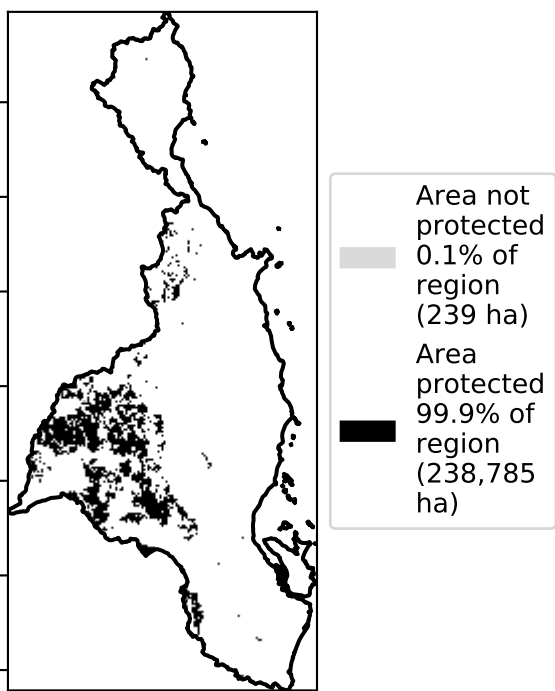 Area not
protected
0.1% of
region
(239 ha)
Area
protected
99.9% of
region
(238,785
ha)